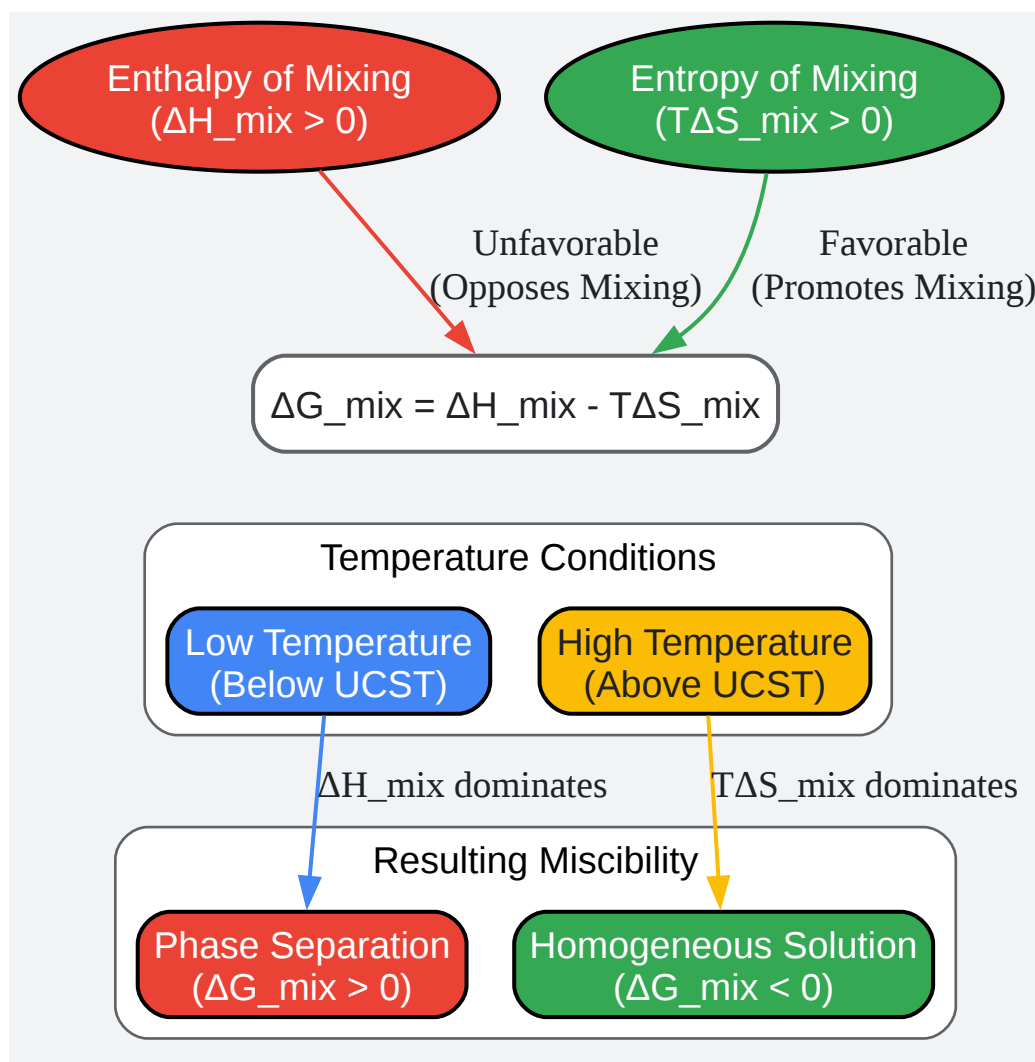 Enthalpy of Mixing
(ΔH_mix > 0)
Entropy of Mixing
(TΔS_mix > 0)
Unfavorable
(Opposes Mixing)
Favorable
(Promotes Mixing)
ΔG_mix = ΔH_mix - TΔS_mix
Temperature Conditions
Low Temperature
(Below UCST)
High Temperature
(Above UCST)
ΔH_mix dominates
TΔS_mix dominates
Resulting Miscibility
Phase Separation
(ΔG_mix > 0)
Homogeneous Solution
(ΔG_mix < 0)